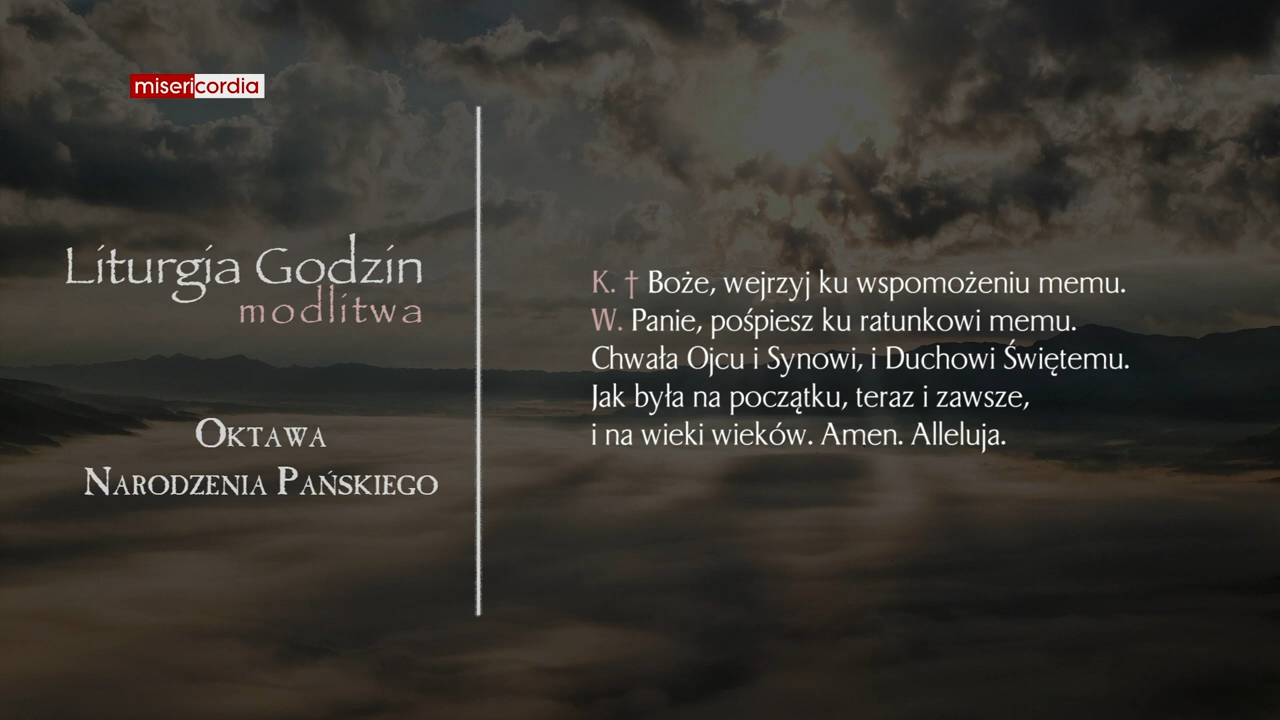 misericordia
Liturgia Godzin
modlitwa
Oktawa
Narodzenia Pańskiego
K. † Boże, wejrzyj ku wspomożeniu memu.
W. Panie, pośpiesz ku ratunkowi memu.
Chwała Ojcu i Synowi, i Duchowi Świętemu.
Jak była na początku, teraz i zawsze,
i na wieki wieków. Amen. Alleluja.